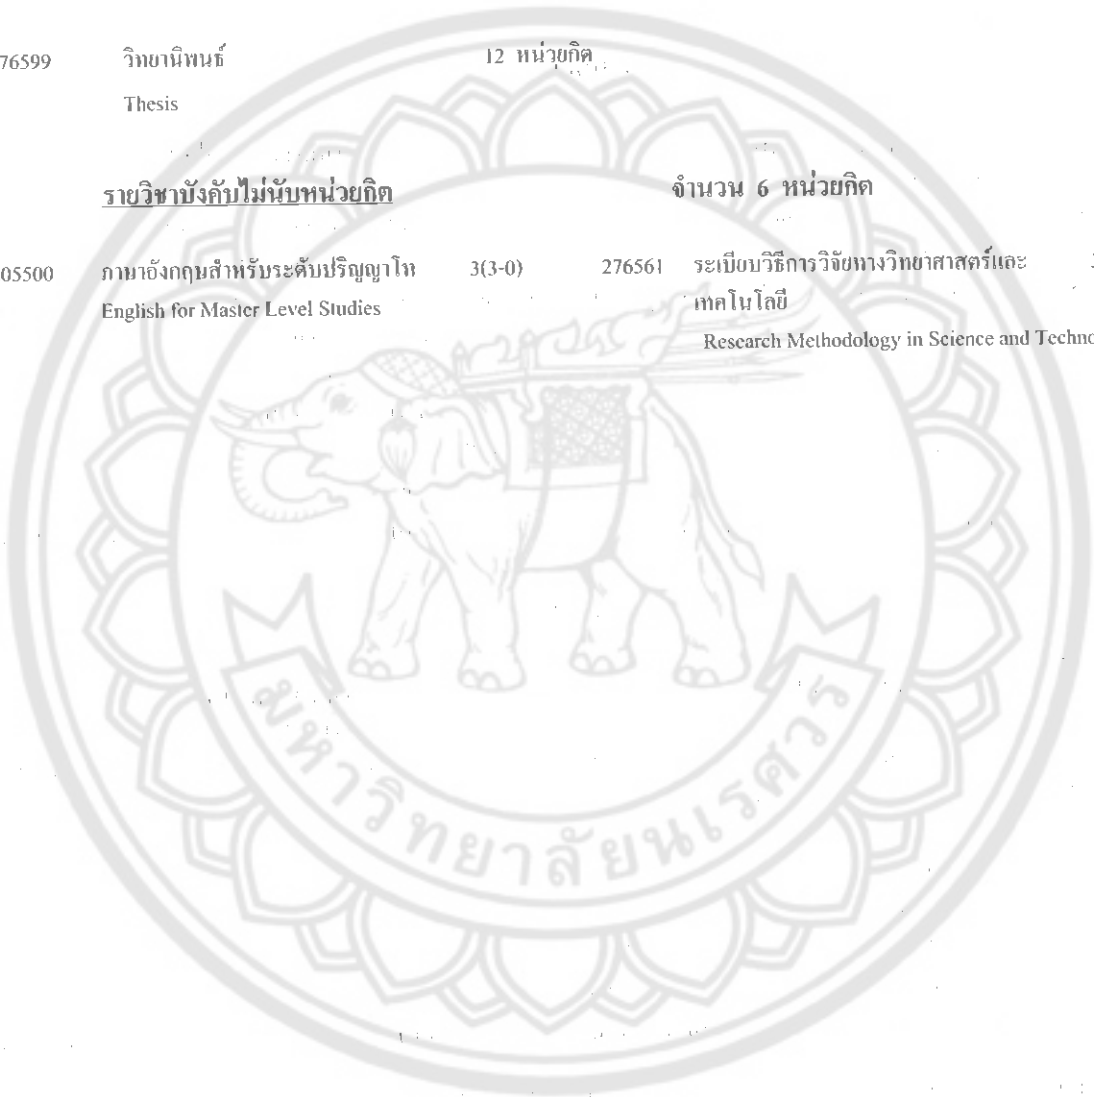 76599 วิทยานิพนธ์ 12 หน่วยกิต
Thesis
รายวิชาบังคับไม่นับหน่วยกิต จำนวน 6 หน่วยกิต
05500 ภาษาอังกฤษสำหรับระดับปริญญาโท 3(3-0) 276561 ระเบียบวิธีการวิจัยทางวิทยาศาสตร์และ
English for Master Level Studies เทคโนโลยี
Research Methodology in Science and Techno
มหาวิทยาลัยนเรศวร